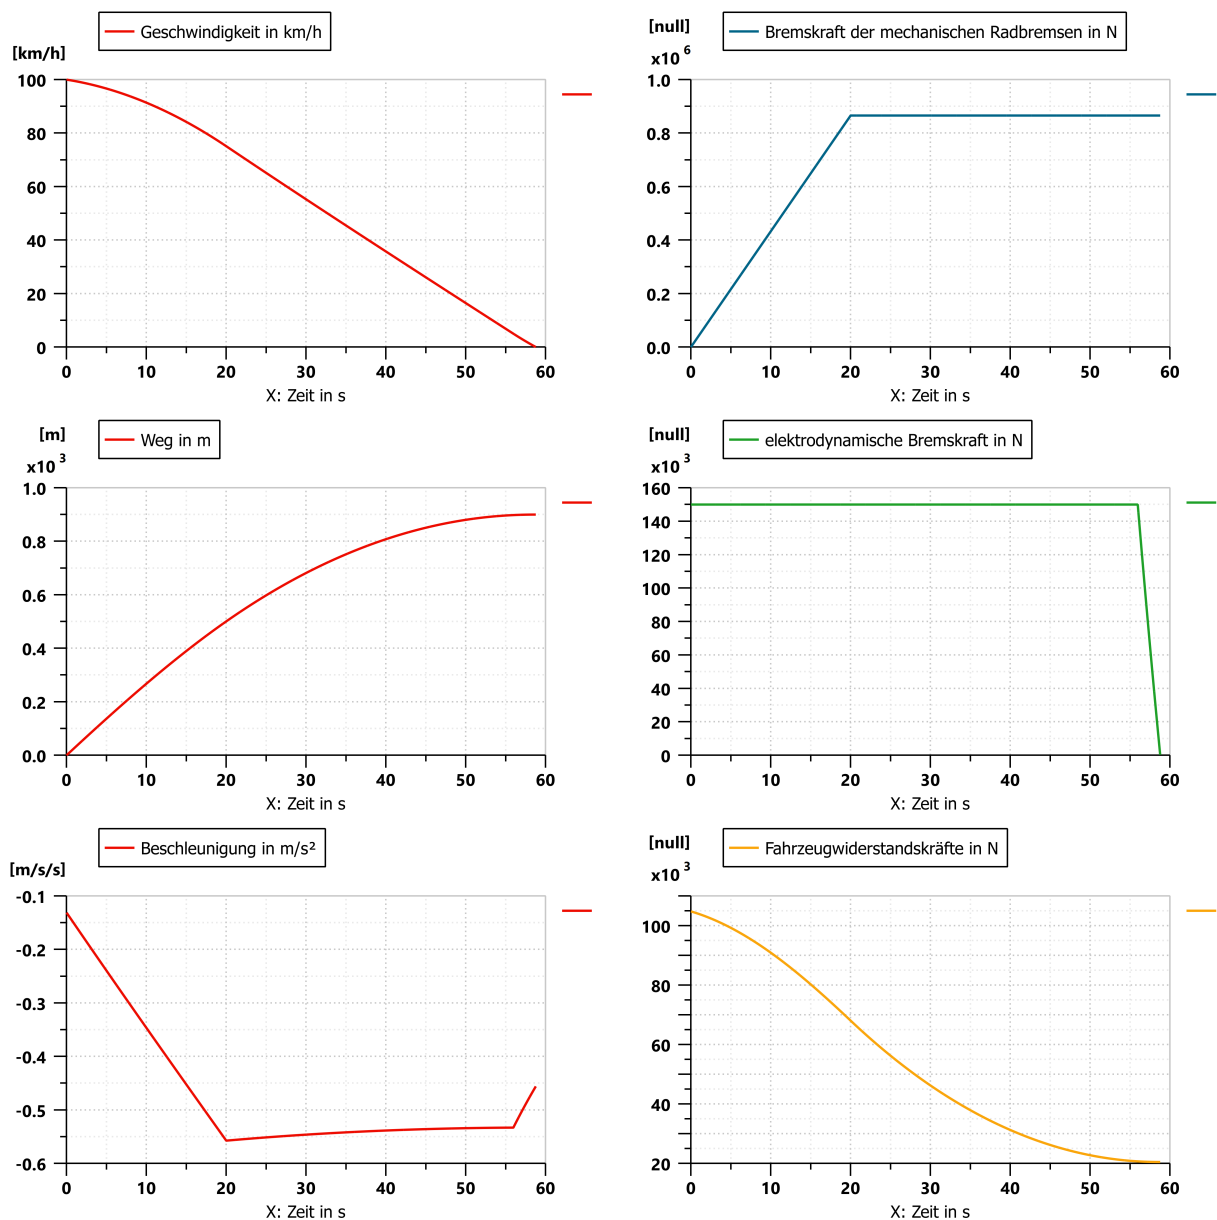 Geschwindigkeit in km/h
[km/h]
100
80
60
40
20
0
0 10 20 30 40 50 60
X: Zeit in s
Bremskraft der mechanischen Radbremsen in N
[null]
x10 6
1.0
0.8
0.6
0.4
0.2
0.0
0 10 20 30 40 50 60
X: Zeit in s
Weg in m
[m]
x10 3
1.0
0.8
0.6
0.4
0.2
0.0
0 10 20 30 40 50 60
X: Zeit in s
elektrodynamische Bremskraft in N
[null]
x10 3
160
140
120
100
80
60
40
20
0
0 10 20 30 40 50 60
X: Zeit in s
Beschleunigung in m/s²
[m/s/s]
-0.1
-0.2
-0.3
-0.4
-0.5
-0.6
0 10 20 30 40 50 60
X: Zeit in s
Fahrzeugwiderstandskräfte in N
[null]
x10 3
100
80
60
40
20
0 10 20 30 40 50 60
X: Zeit in s